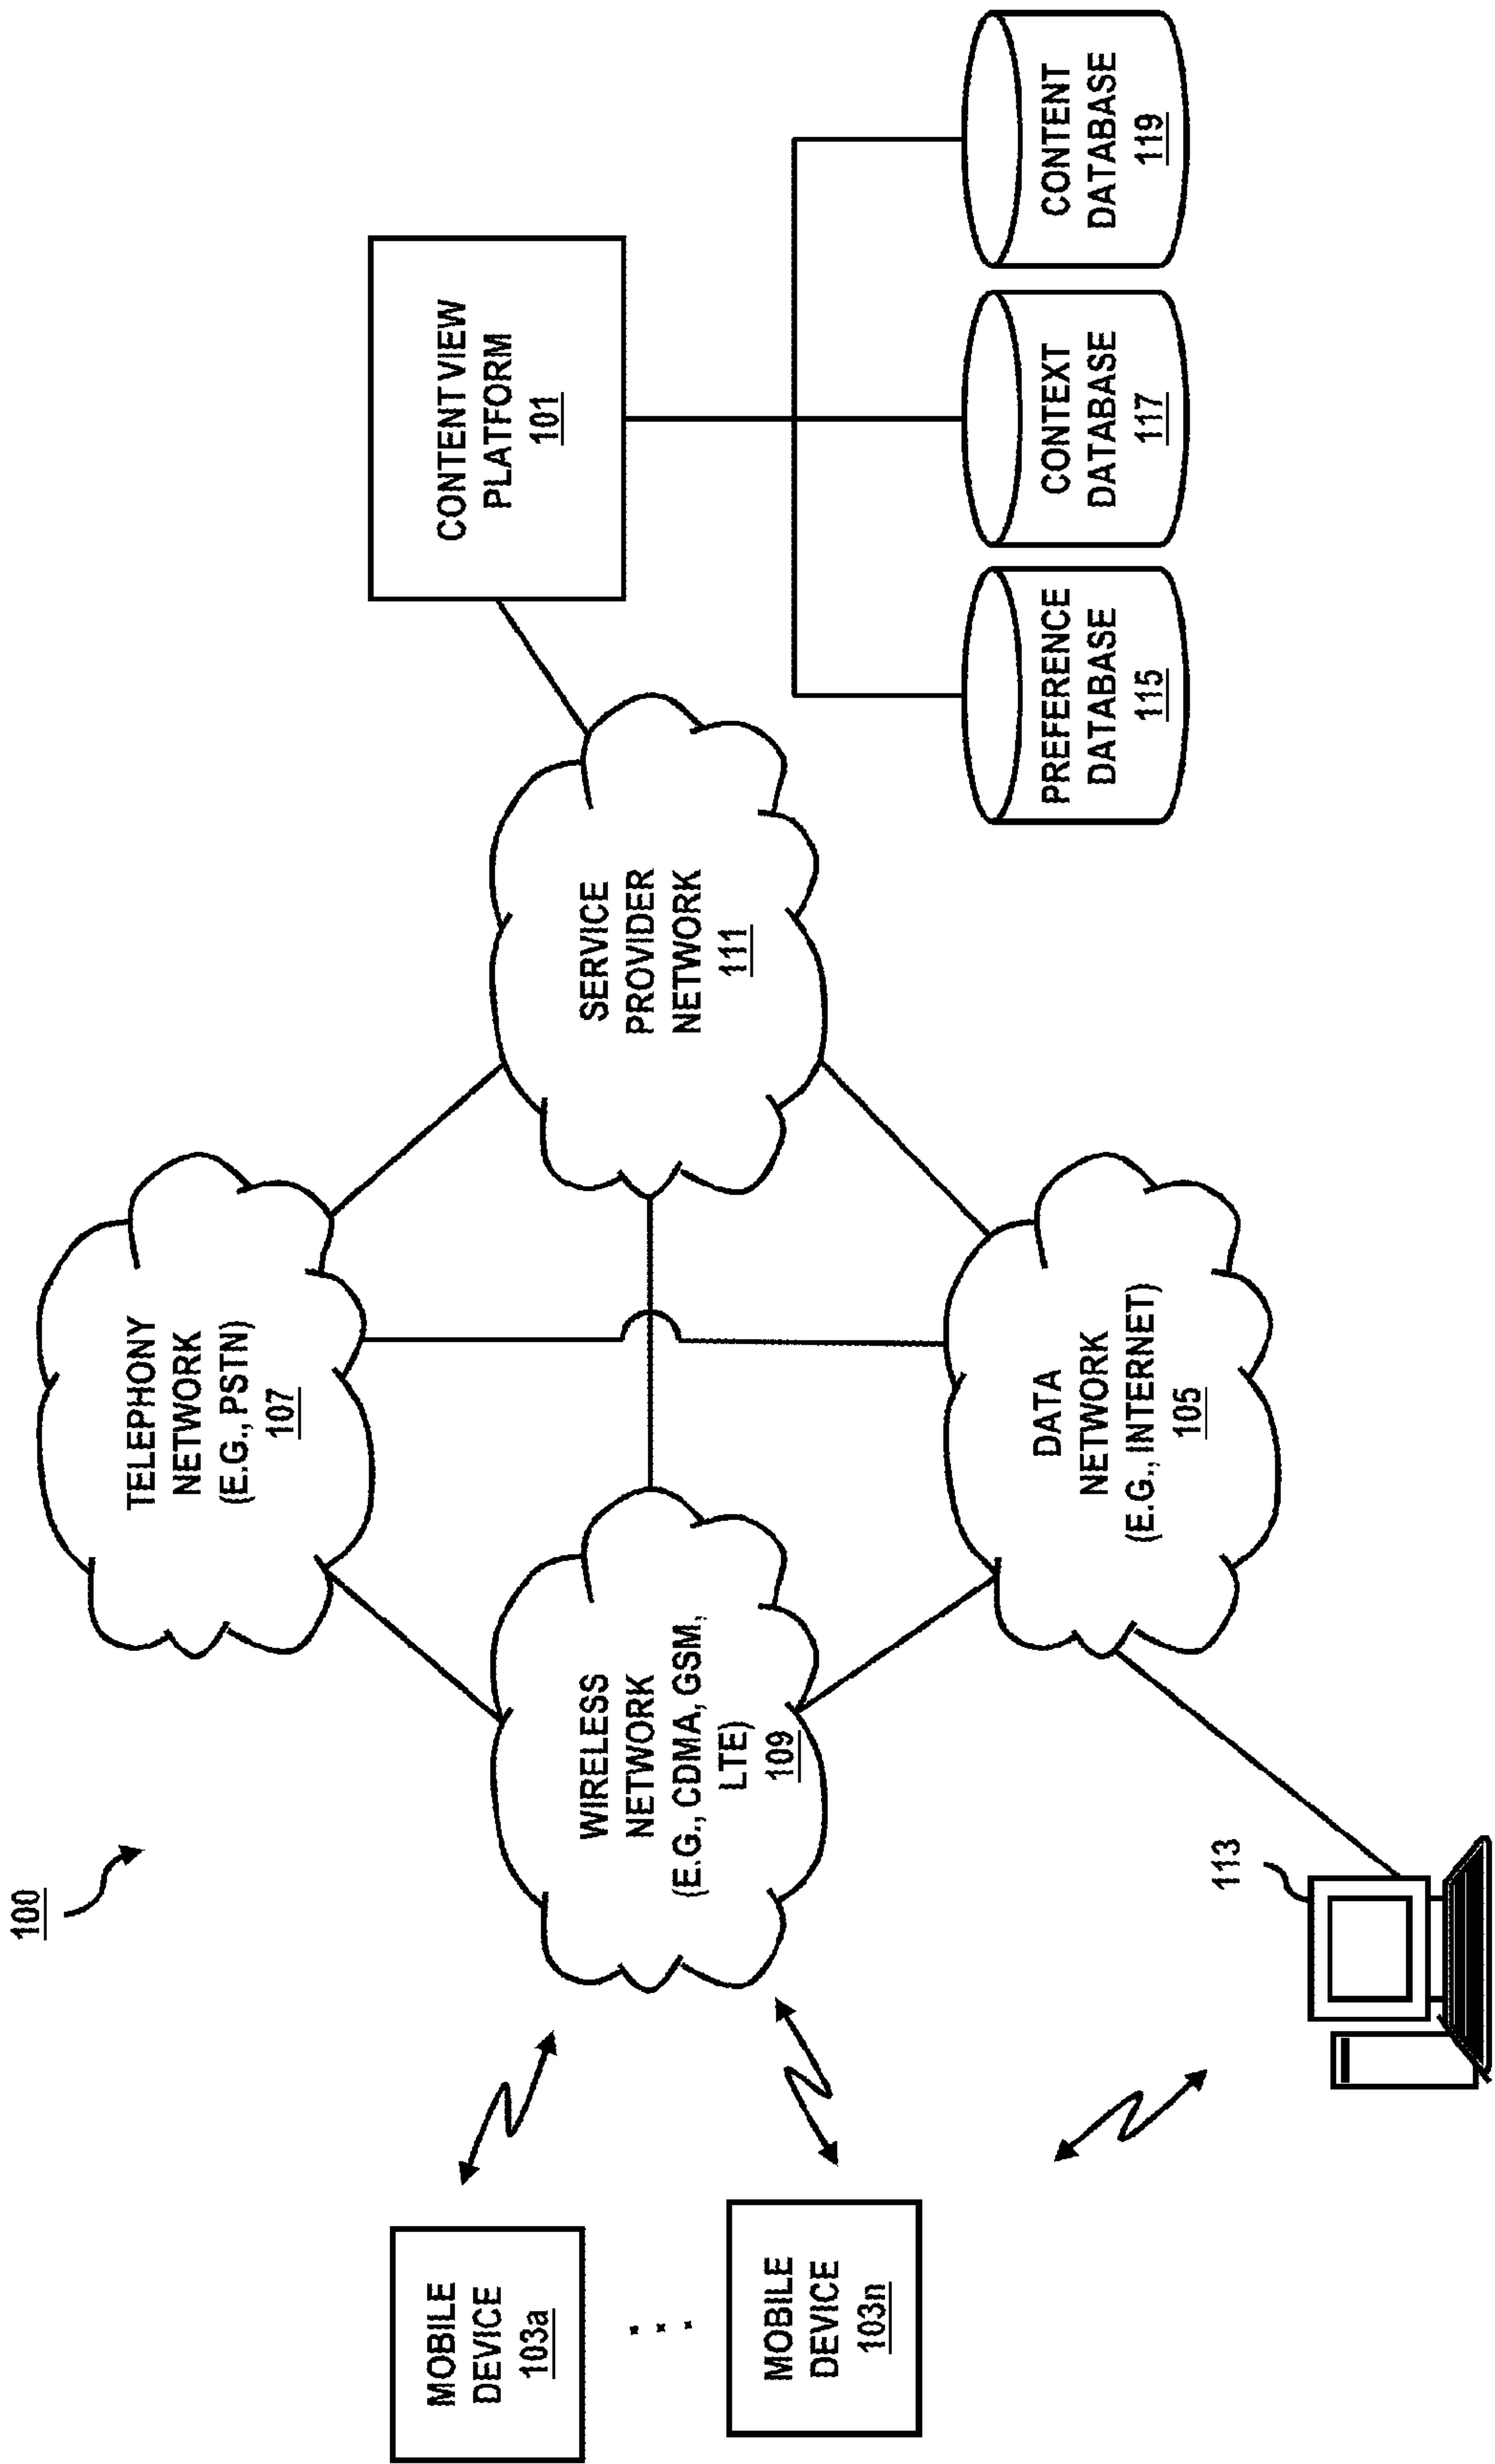 100
TELEPHONY
NETWORK
(E.G., PSTN)
107
MOBILE
DEVICE
103a
WIRELESS
NETWORK
(E.G., CDMA, GSM,
LTE)
109
SERVICE
PROVIDER
NETWORK
111
CONTENT VIEW
PLATFORM
101
MOBILE
DEVICE
103n
DATA
NETWORK
(E.G., INTERNET)
105
113
PREFERENCE
DATABASE
115
CONTEXT
DATABASE
117
CONTENT
DATABASE
119